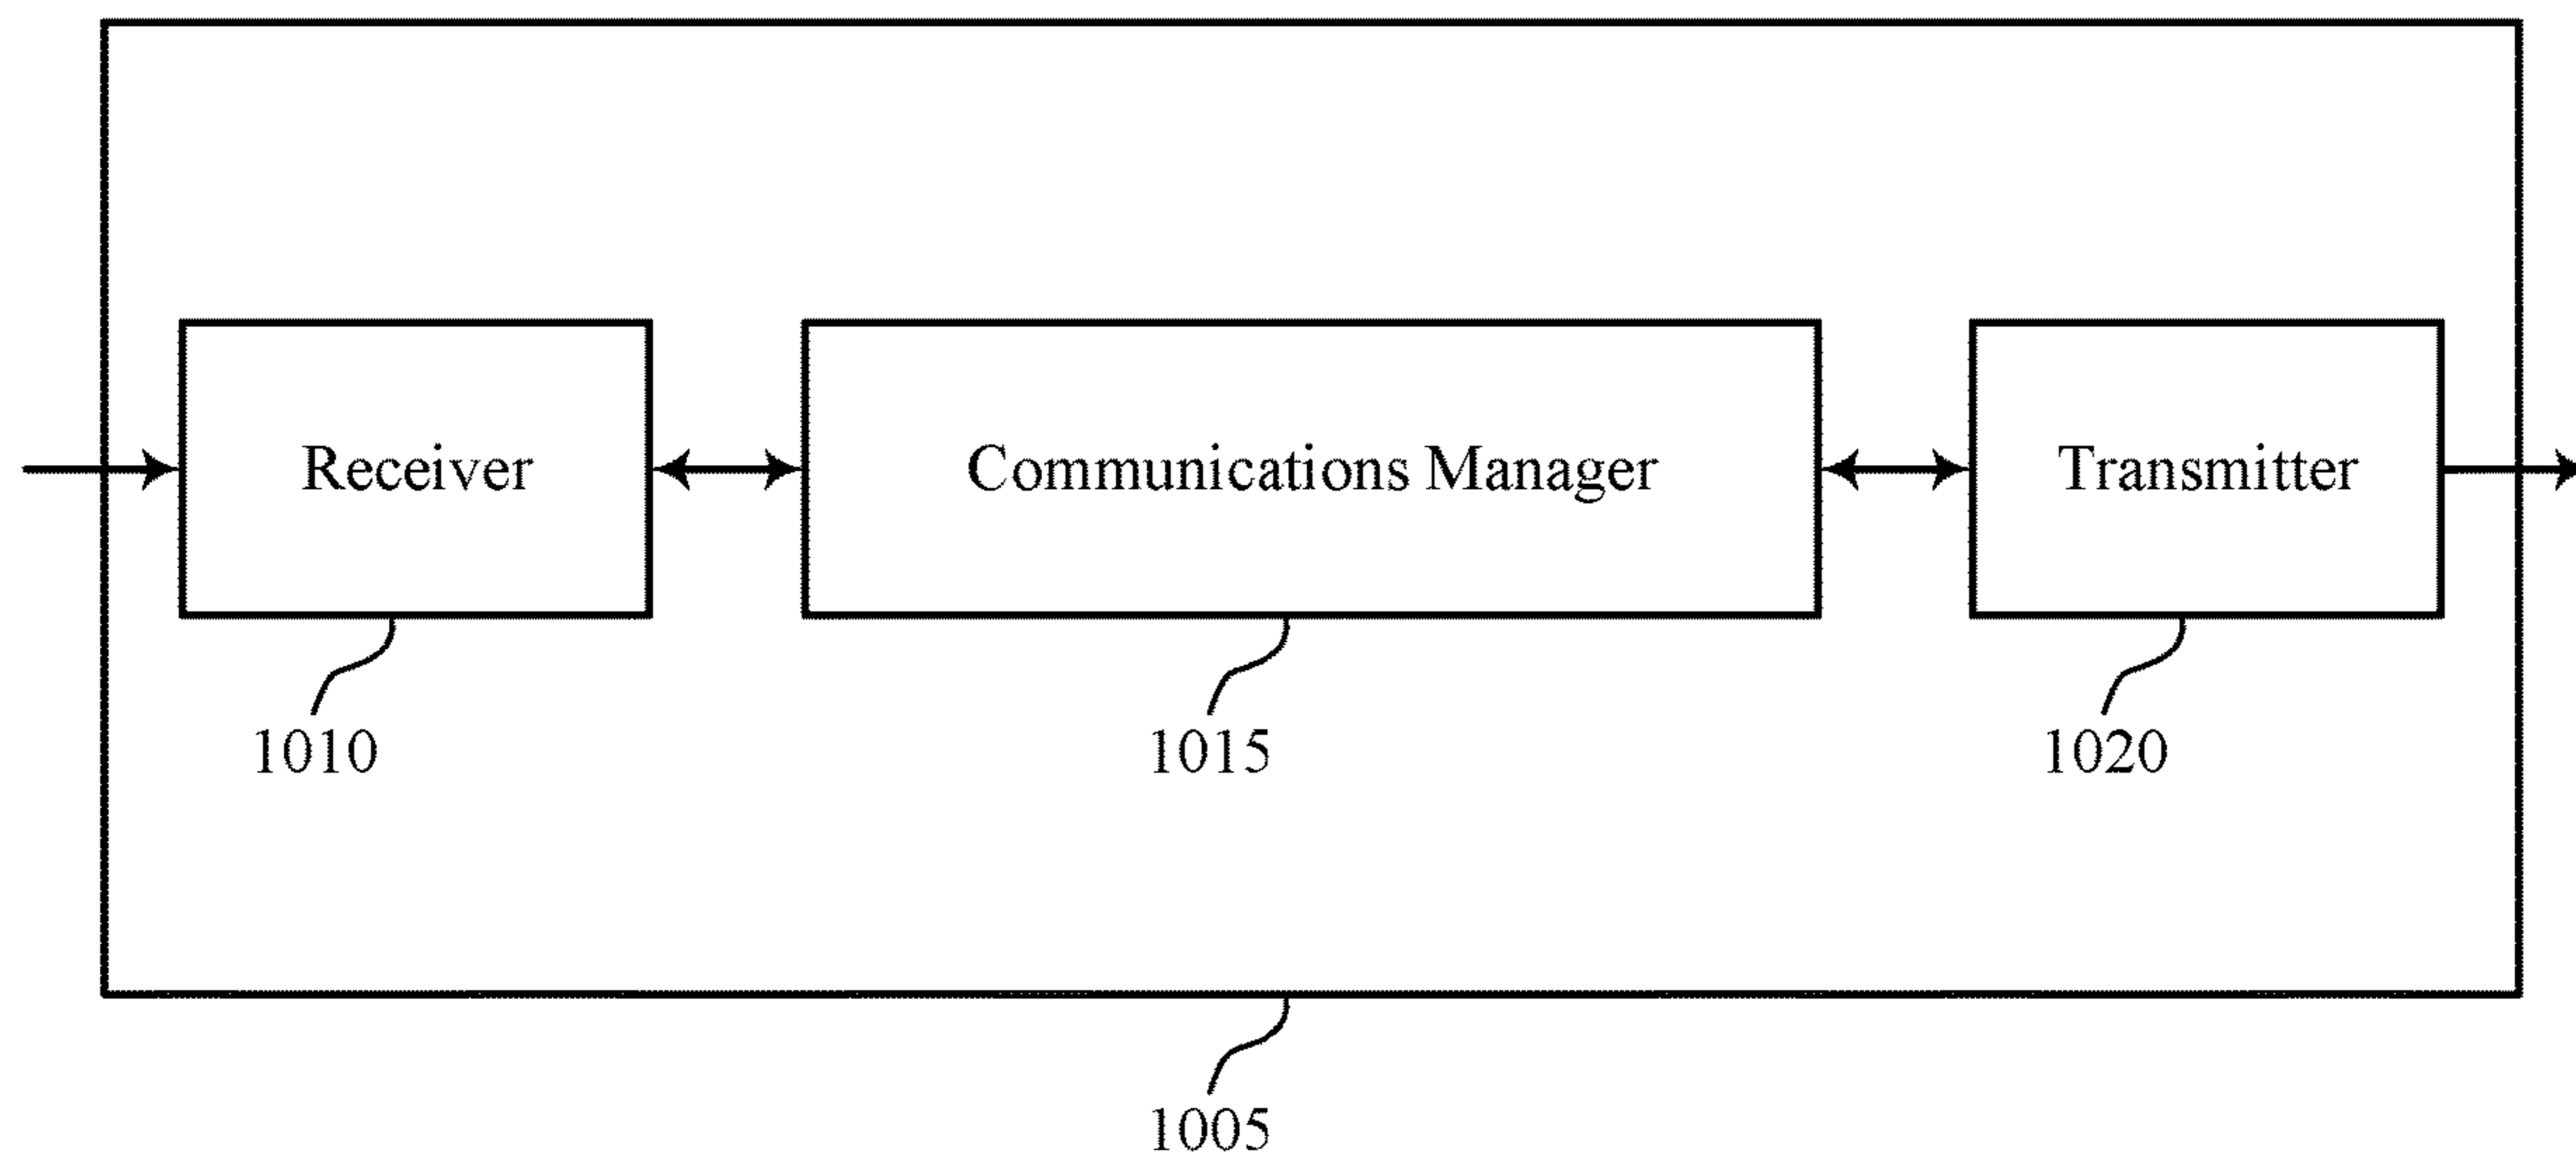 Receiver
Communications Manager
Transmitter
1010
1015
1020
1005